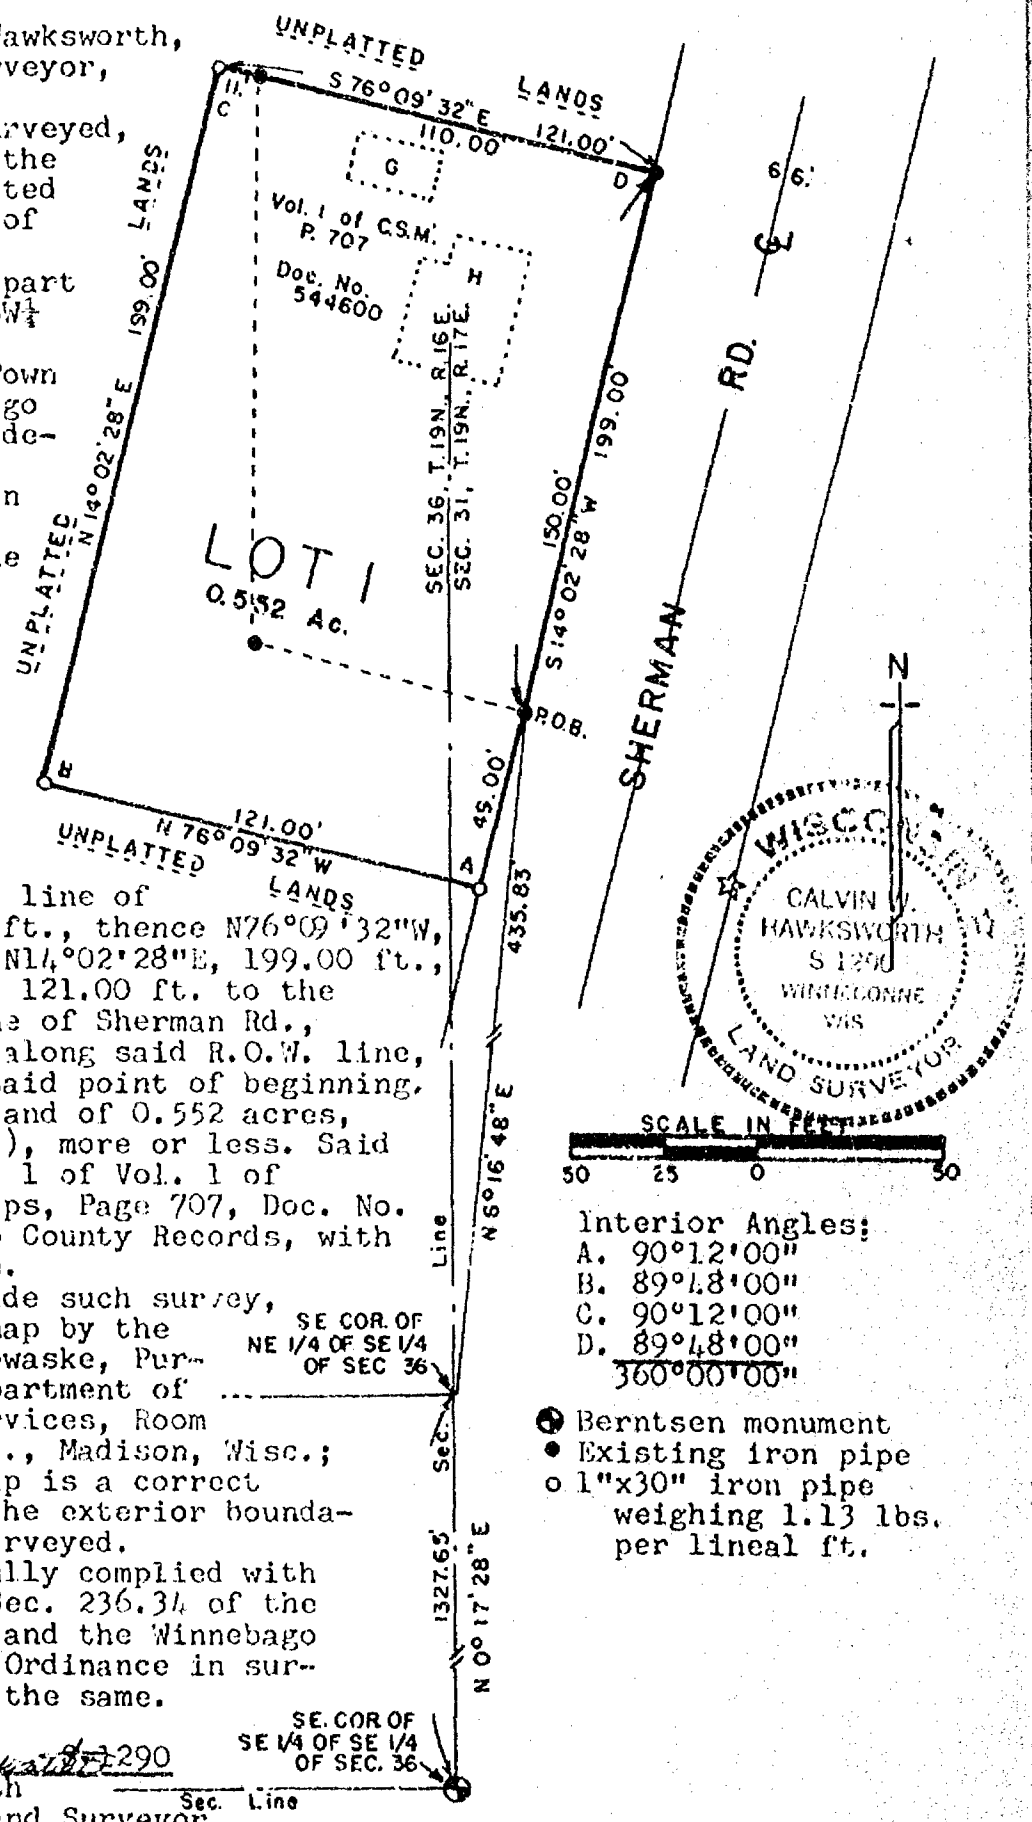 Hawksworth,
rveyor,
rveyed,
the
ted
of
part
W¼
Town
go
de-
n
e
UNPLATTED LANDS
S 76° 09' 32" E
110.00'
121.00'
11.
C
D
G
Vol. 1 of C.S.M.
P. 707
Doc. No.
544600
H
SEC. 36, T.19N., R.16E.
SEC. 31, T.19N., R.17E.
UNPLATTED LANDS
N 14° 02' 28" E
199.00'
199.00'
150.00'
S 14° 02' 28" W
66.'
SHERMAN RD.
LOT 1
0.552 Ac.
P.O.B.
N
B
A
49.00'
121.00'
N 76° 09' 32" W
UNPLATTED LANDS
435.83'
N 6° 16' 48" E
WISCONSIN
CALVIN W.
HAWKSWORTH
S 1290
WINNECONNE
WIS
LAND SURVEYOR
line of
ft., thence N76°09'32"W,
N14°02'28"E, 199.00 ft.,
121.00 ft. to the
e of Sherman Rd.,
along said R.O.W. line,
said point of beginning.
and of 0.552 acres,
), more or less. Said
1 of Vol. 1 of
ps, Page 707, Doc. No.
County Records, with
de such survey,
map by the
waske, Pur-
partment of
rvices, Room
., Madison, Wisc.;
p is a correct
he exterior bounda-
rveyed.
lly complied with
Sec. 236.34 of the
and the Winnebago
Ordinance in sur-
the same.
S-1290
h
and Surveyor
SCALE IN FEET
50 25 0 50
Interior Angles:
A. 90°12'00"
B. 89°48'00"
C. 90°12'00"
D. 89°48'00"
360°00'00"
Berntsen monument
Existing iron pipe
1"x30" iron pipe
weighing 1.13 lbs.
per lineal ft.
Sec. Line
SE COR. OF
NE 1/4 OF SE 1/4
OF SEC 36
1327.65'
N 0° 17' 28" E
SE. COR OF
SE 1/4 OF SE 1/4
OF SEC. 36
Sec. Line